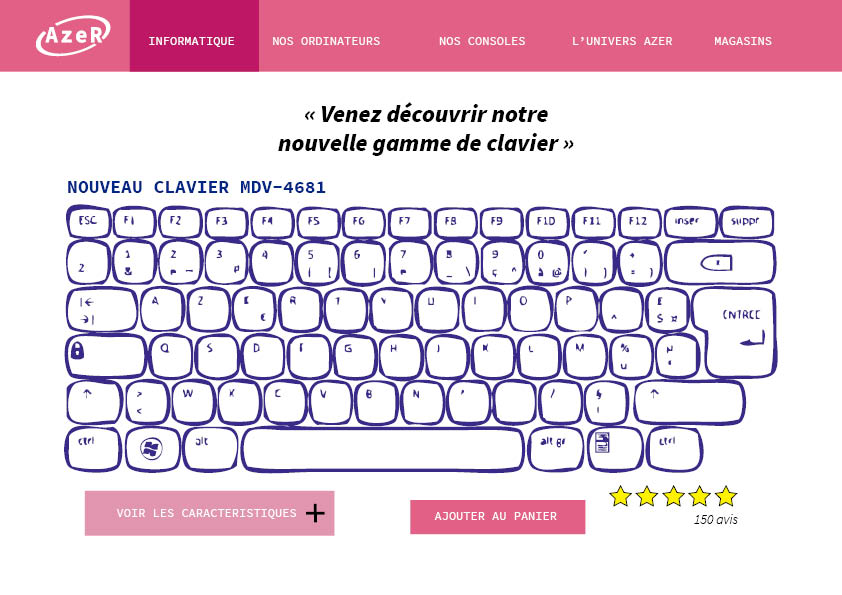 AzeR
INFORMATIQUE NOS ORDINATEURS NOS CONSOLES L'UNIVERS AZER MAGASINS
« Venez découvrir notre
nouvelle gamme de clavier »
NOUVEAU CLAVIER MDV-4681
ESC F1 F2 F3 F4 F5 F6 F7 F8 F9 F10 F11 F12 inser suppr
1 2 3 4 5 6 7 8 9 0
2 & _ \ ç ^ à @ = )
A Z E R T U I O P £
€ ^ $ ¤
ENTREE
Q S D F G H J K L M %
µ
> W X C V B N / 
<
ctrl alt alt gr ctrl
VOIR LES CARACTERISTIQUES +
AJOUTER AU PANIER
150 avis